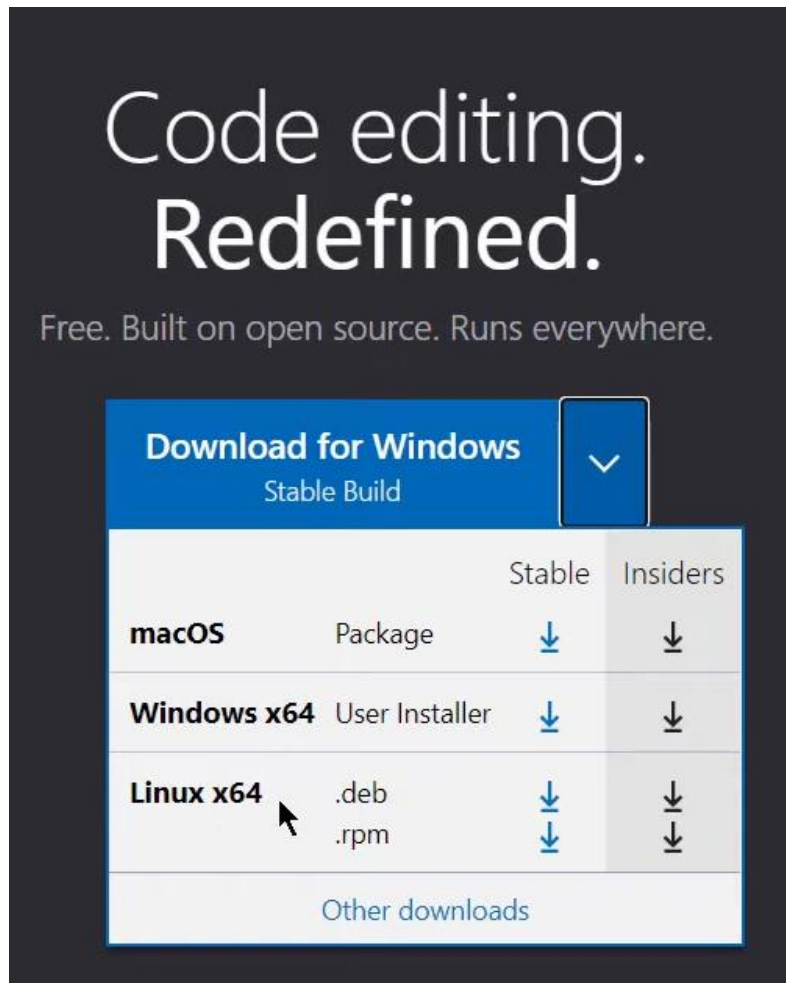 Code editing.
Redefined.
Free. Built on open source. Runs everywhere.
Download for Windows
Stable Build
Stable Insiders
macOS Package
Windows x64 User Installer
Linux x64 .deb
.rpm
Other downloads